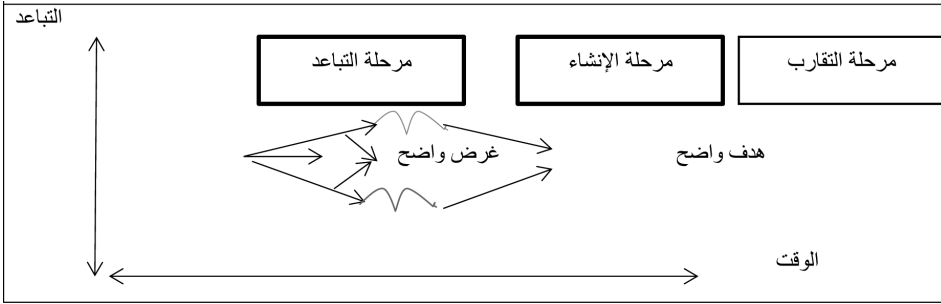 التباعد
مرحلة التقارب
مرحلة الإنشاء
مرحلة التباعد
هدف واضح
غرض واضح
الوقت